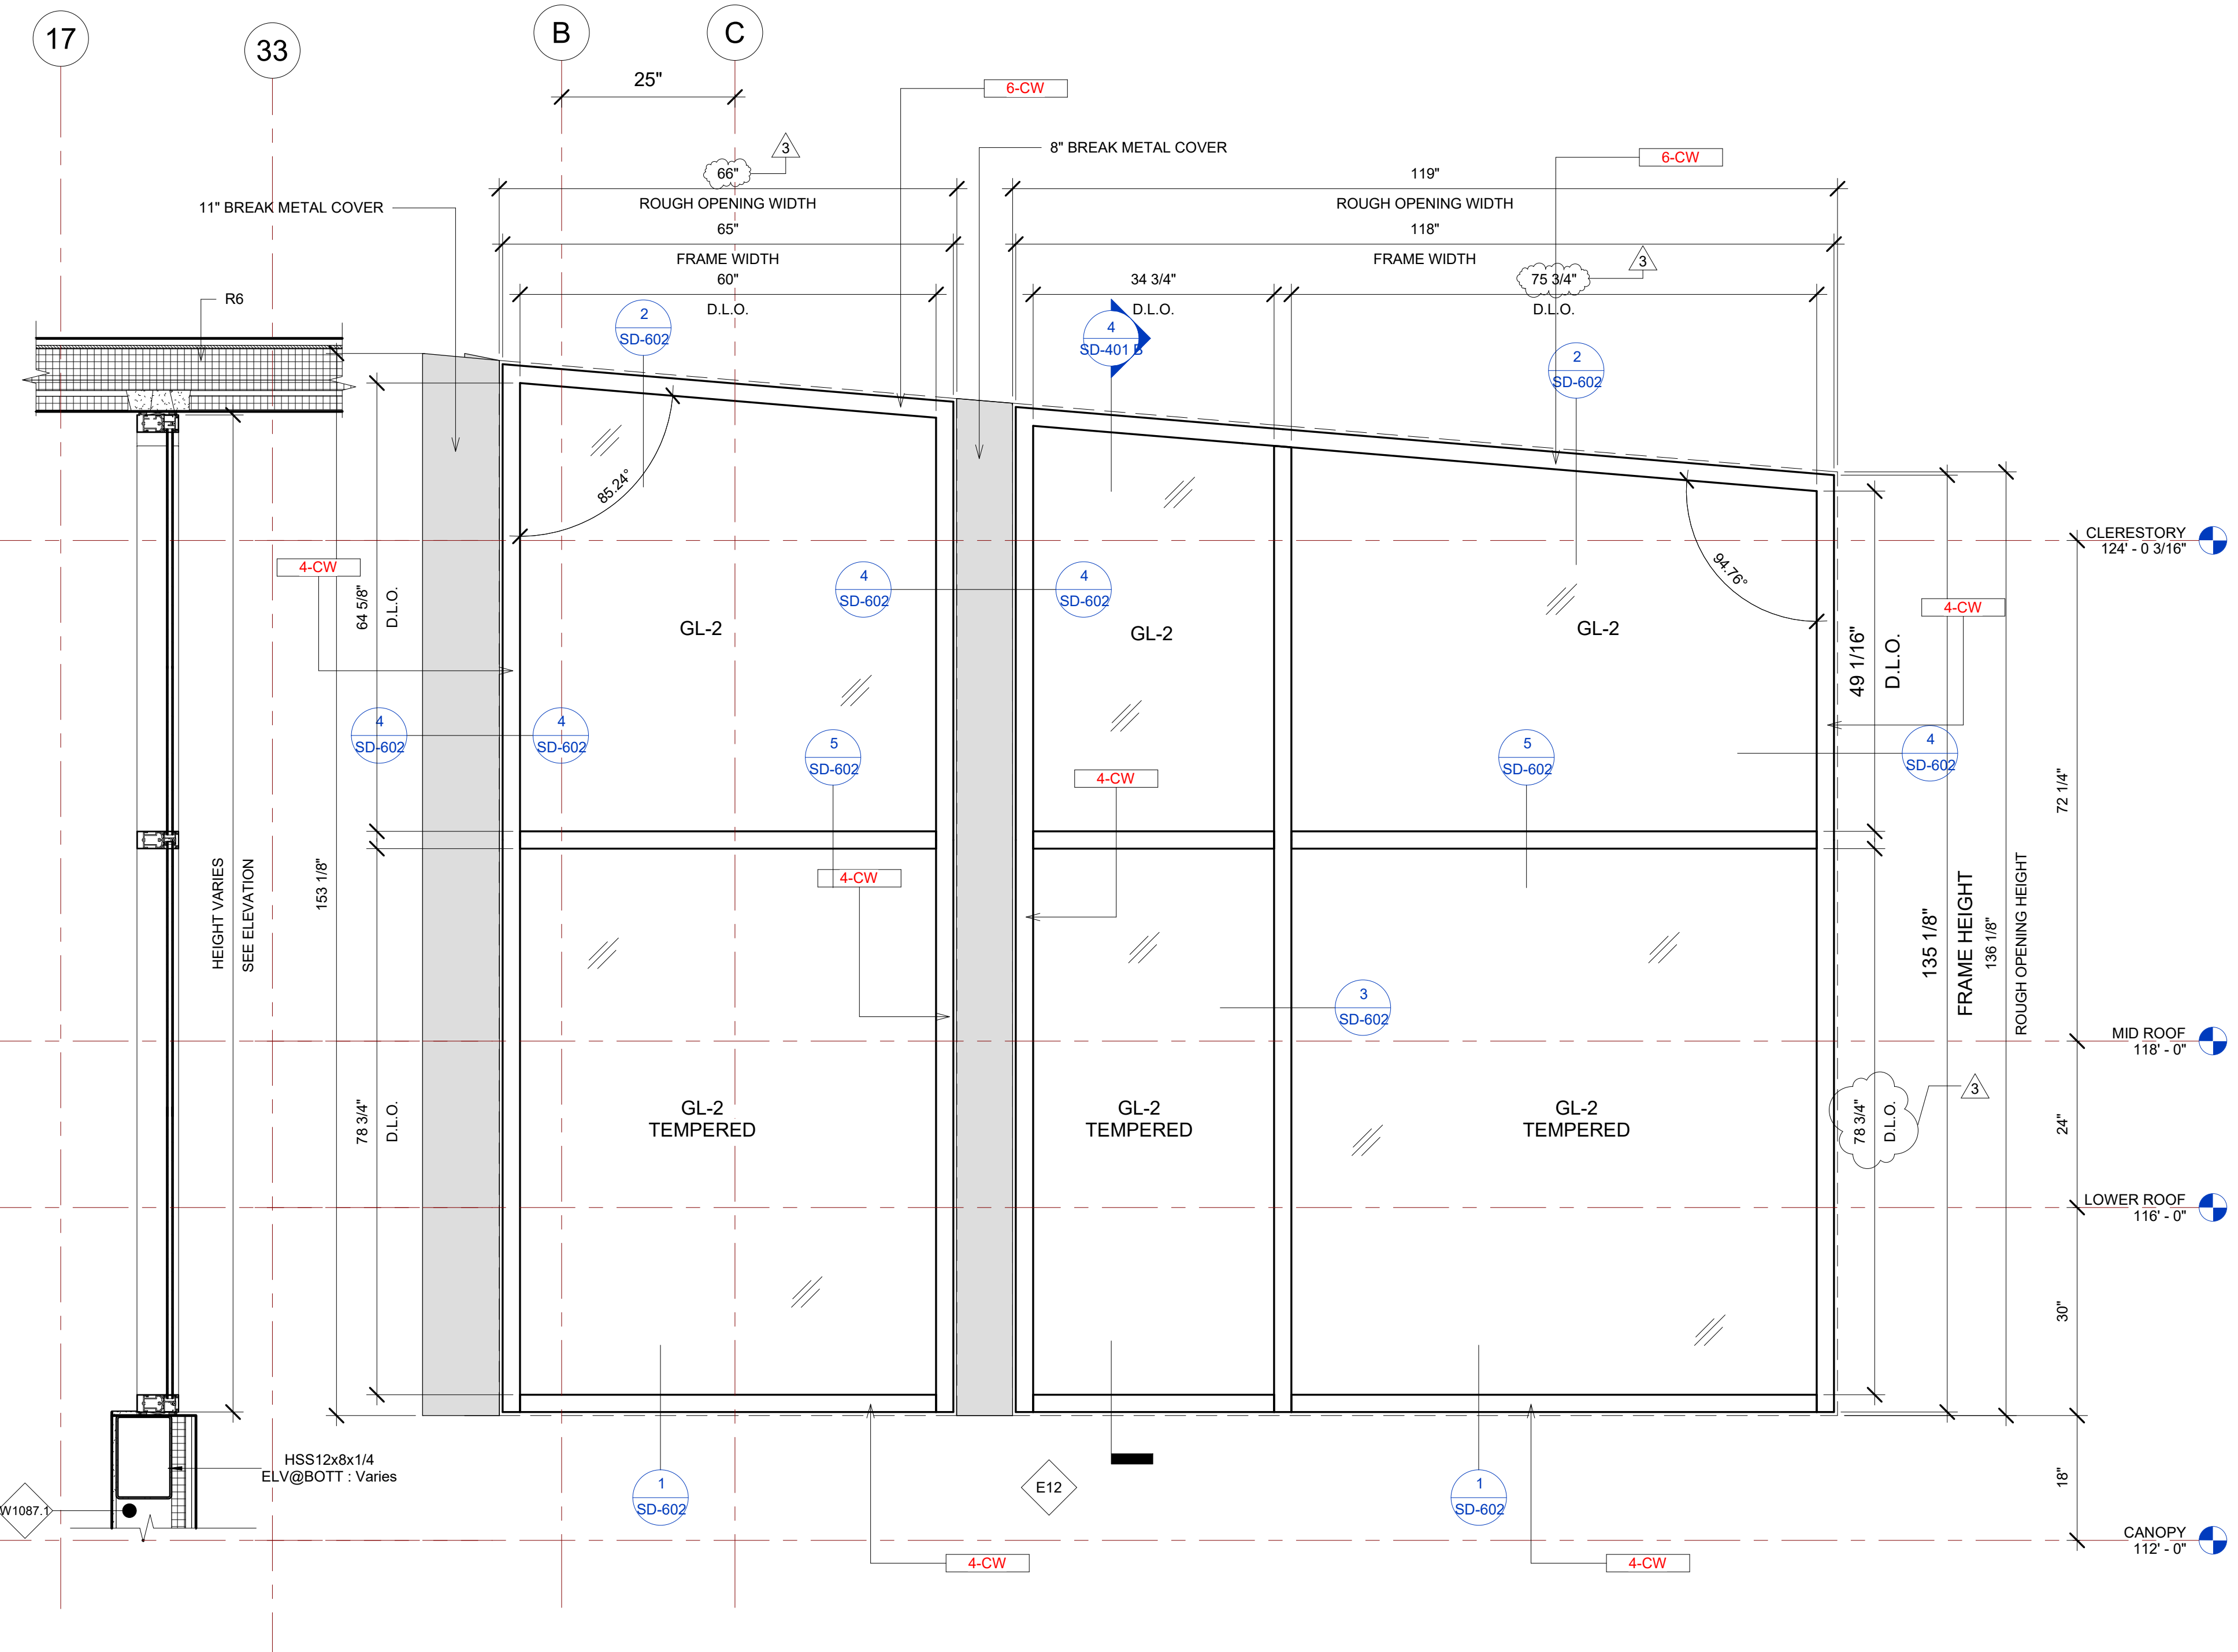 17
33
B
C
25"
6-CW
3
66"
8" BREAK METAL COVER
6-CW
119"
11" BREAK METAL COVER
ROUGH OPENING WIDTH
ROUGH OPENING WIDTH
65"
118"
FRAME WIDTH
FRAME WIDTH
3
60"
34 3/4"
75 3/4"
D.L.O.
D.L.O.
D.L.O.
R6
2
SD-602
4
SD-401 B
2
SD-602
85.24°
94.76°
CLERESTORY
124' - 0 3/16"
4-CW
64 5/8"
D.L.O.
4
SD-602
4
SD-602
4-CW
GL-2
GL-2
GL-2
49 1/16"
D.L.O.
4
SD-602
4
SD-602
5
SD-602
5
SD-602
4
SD-602
4-CW
72 1/4"
4-CW
HEIGHT VARIES
SEE ELEVATION
153 1/8"
135 1/8"
FRAME HEIGHT
136 1/8"
ROUGH OPENING HEIGHT
3
SD-602
MID ROOF
118' - 0"
78 3/4"
D.L.O.
GL-2
TEMPERED
GL-2
TEMPERED
GL-2
TEMPERED
78 3/4"
D.L.O.
3
24"
LOWER ROOF
116' - 0"
30"
HSS12x8x1/4
ELV@BOTT : Varies
W1087.1
1
SD-602
E12
1
SD-602
18"
CANOPY
112' - 0"
4-CW
4-CW